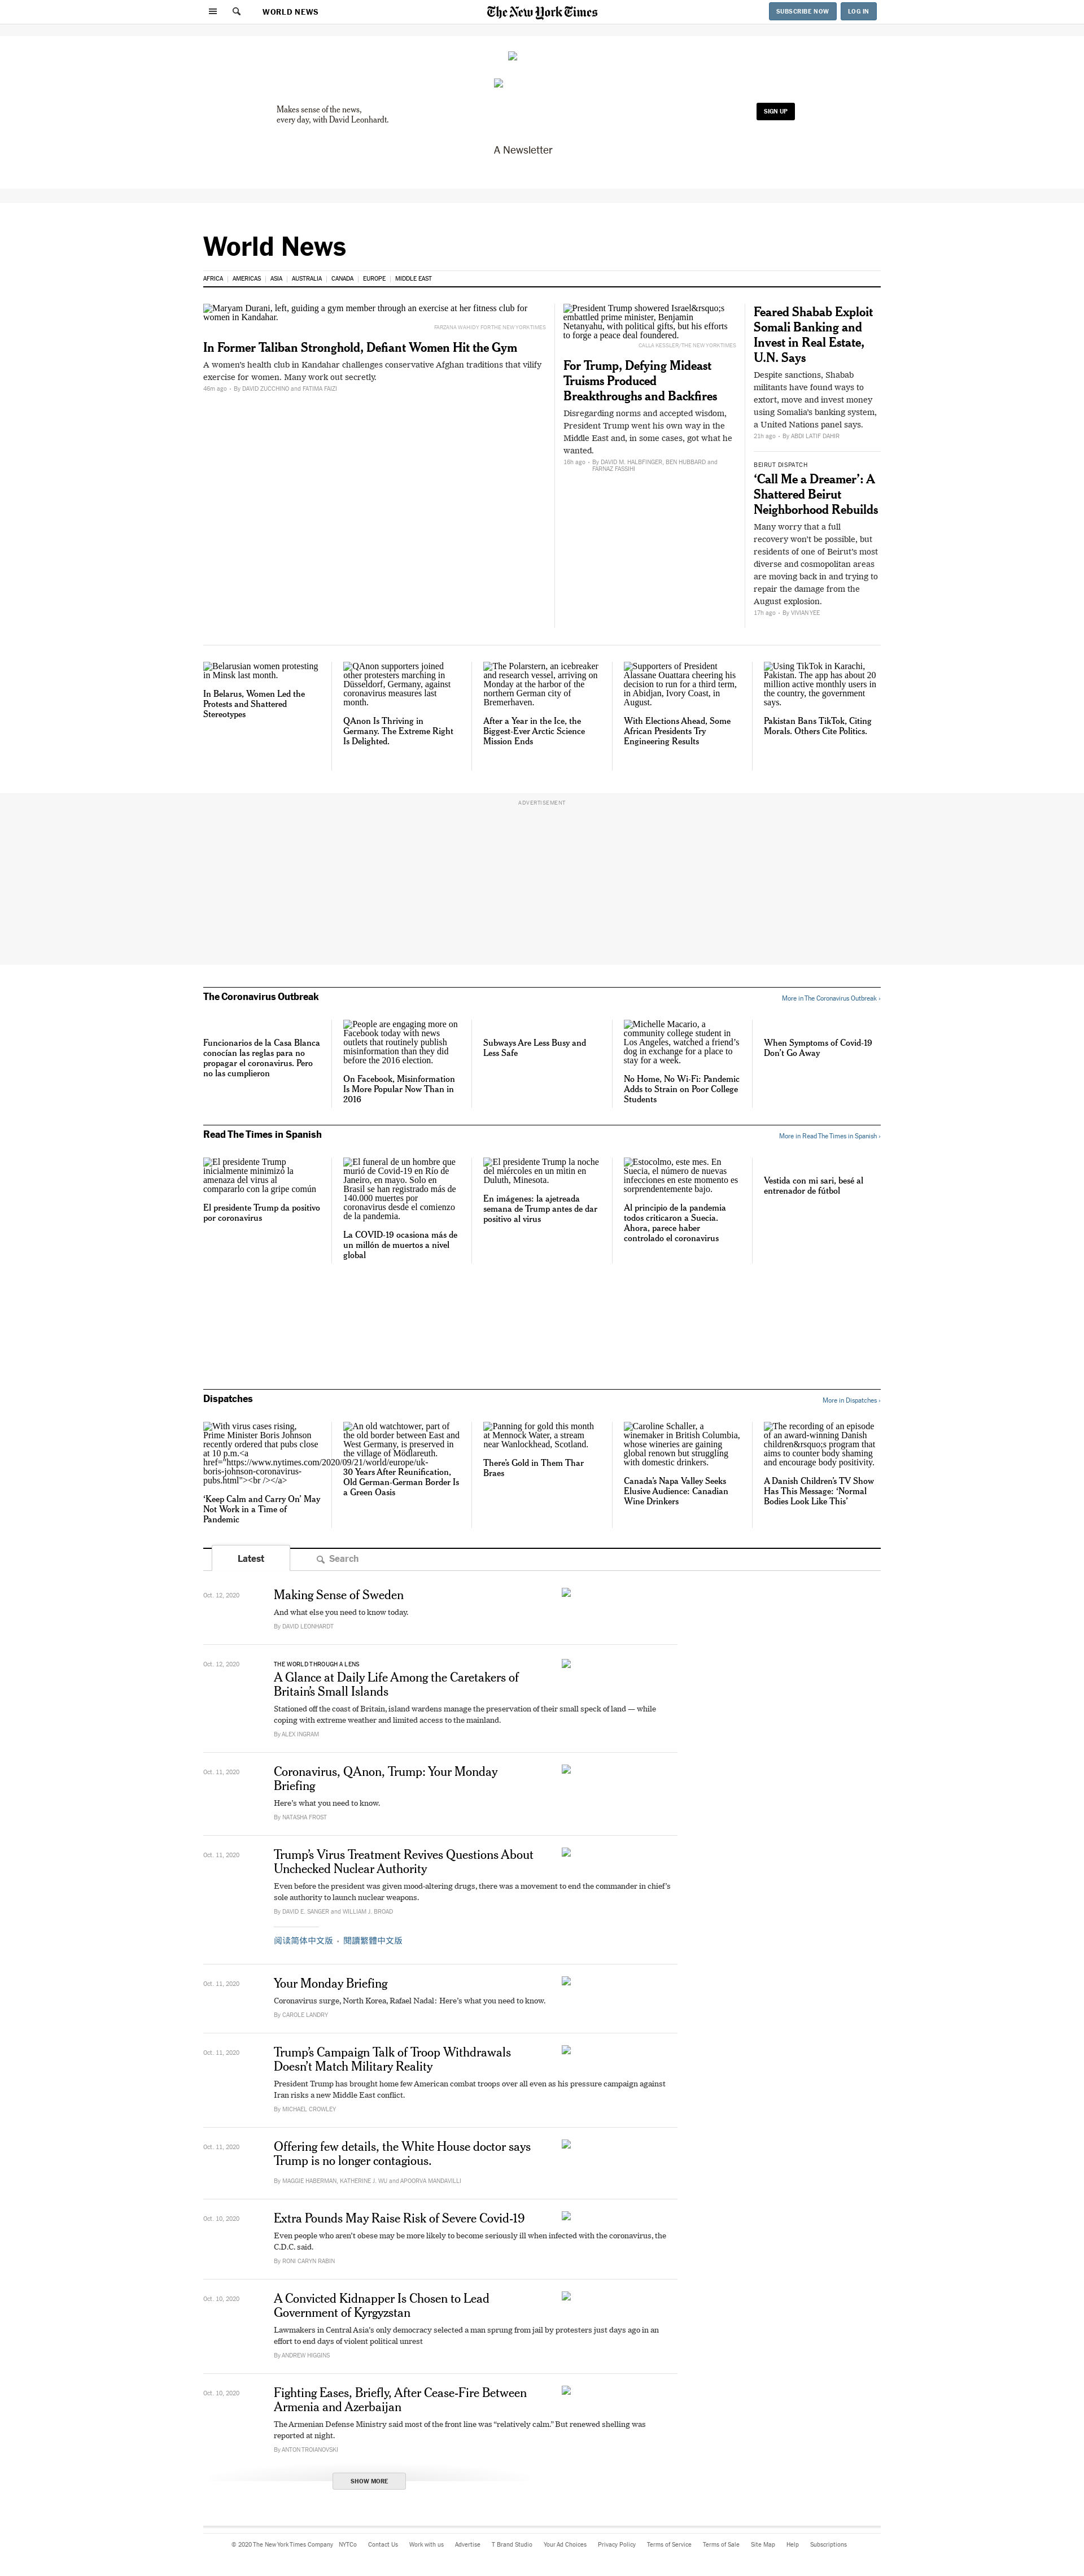 WORLD NEWS
The New York Times
SUBSCRIBE NOW
LOG IN
Makes sense of the news,
every day, with David Leonhardt.
SIGN UP
A Newsletter
World News
AFRICA
AMERICAS
ASIA
AUSTRALIA
CANADA
EUROPE
MIDDLE EAST
Maryam Durani, left, guiding a gym member through an exercise at her fitness club for
women in Kandahar.
FARZANA WAHIDY FOR THE NEW YORK TIMES
In Former Taliban Stronghold, Defiant Women Hit the Gym
A women's health club in Kandahar challenges conservative Afghan traditions that vilify
exercise for women. Many work out secretly.
46m ago - By DAVID ZUCCHINO and FATIMA FAIZI
President Trump showered Israel&rsquo;s
embattled prime minister, Benjamin
Netanyahu, with political gifts, but his efforts
to forge a peace deal foundered.
CALLA KESSLER/THE NEW YORK TIMES
For Trump, Defying Mideast
Truisms Produced
Breakthroughs and Backfires
Disregarding norms and accepted wisdom,
President Trump went his own way in the
Middle East and, in some cases, got what he
wanted.
16h ago - By DAVID M. HALBFINGER, BEN HUBBARD and
FARNAZ FASSIHI
Feared Shabab Exploit
Somali Banking and
Invest in Real Estate,
U.N. Says
Despite sanctions, Shabab
militants have found ways to
extort, move and invest money
using Somalia's banking system,
a United Nations panel says.
21h ago - By ABDI LATIF DAHIR
BEIRUT DISPATCH
‘Call Me a Dreamer’: A
Shattered Beirut
Neighborhood Rebuilds
Many worry that a full
recovery won't be possible, but
residents of one of Beirut's most
diverse and cosmopolitan areas
are moving back in and trying to
repair the damage from the
August explosion.
17h ago - By VIVIAN YEE
Belarusian women protesting
in Minsk last month.
In Belarus, Women Led the
Protests and Shattered
Stereotypes
QAnon supporters joined
other protesters marching in
Düsseldorf, Germany, against
coronavirus measures last
month.
QAnon Is Thriving in
Germany. The Extreme Right
Is Delighted.
The Polarstern, an icebreaker
and research vessel, arriving on
Monday at the harbor of the
northern German city of
Bremerhaven.
After a Year in the Ice, the
Biggest-Ever Arctic Science
Mission Ends
Supporters of President
Alassane Ouattara cheering his
decision to run for a third term,
in Abidjan, Ivory Coast, in
August.
With Elections Ahead, Some
African Presidents Try
Engineering Results
Using TikTok in Karachi,
Pakistan. The app has about 20
million active monthly users in
the country, the government
says.
Pakistan Bans TikTok, Citing
Morals. Others Cite Politics.
ADVERTISEMENT
The Coronavirus Outbreak
More in The Coronavirus Outbreak ›
Funcionarios de la Casa Blanca
conocían las reglas para no
propagar el coronavirus. Pero
no las cumplieron
People are engaging more on
Facebook today with news
outlets that routinely publish
misinformation than they did
before the 2016 election.
On Facebook, Misinformation
Is More Popular Now Than in
2016
Subways Are Less Busy and
Less Safe
Michelle Macario, a
community college student in
Los Angeles, watched a friend’s
dog in exchange for a place to
stay for a week.
No Home, No Wi-Fi: Pandemic
Adds to Strain on Poor College
Students
When Symptoms of Covid-19
Don’t Go Away
Read The Times in Spanish
More in Read The Times in Spanish ›
El presidente Trump
inicialmente minimizó la
amenaza del virus al
compararlo con la gripe común
El presidente Trump da positivo
por coronavirus
El funeral de un hombre que
murió de Covid-19 en Río de
Janeiro, en mayo. Solo en
Brasil se han registrado más de
140.000 muertes por
coronavirus desde el comienzo
de la pandemia.
La COVID-19 ocasiona más de
un millón de muertos a nivel
global
El presidente Trump la noche
del miércoles en un mitin en
Duluth, Minesota.
En imágenes: la ajetreada
semana de Trump antes de dar
positivo al virus
Estocolmo, este mes. En
Suecia, el número de nuevas
infecciones en este momento es
sorprendentemente bajo.
Al principio de la pandemia
todos criticaron a Suecia.
Ahora, parece haber
controlado el coronavirus
Vestida con mi sari, besé al
entrenador de fútbol
Dispatches
More in Dispatches ›
With virus cases rising,
Prime Minister Boris Johnson
recently ordered that pubs close
at 10 p.m.<a
href="https://www.nytimes.com/2020/09/21/world/europe/uk-
boris-johnson-coronavirus-
pubs.html"><br /></a>
‘Keep Calm and Carry On’ May
Not Work in a Time of
Pandemic
An old watchtower, part of
the old border between East and
West Germany, is preserved in
the village of Mödlareuth.
30 Years After Reunification,
Old German-German Border Is
a Green Oasis
Panning for gold this month
at Mennock Water, a stream
near Wanlockhead, Scotland.
There’s Gold in Them Thar
Braes
Caroline Schaller, a
winemaker in British Columbia,
whose wineries are gaining
global renown but struggling
with domestic drinkers.
Canada’s Napa Valley Seeks
Elusive Audience: Canadian
Wine Drinkers
The recording of an episode
of an award-winning Danish
children&rsquo;s program that
aims to counter body shaming
and encourage body positivity.
A Danish Children’s TV Show
Has This Message: ‘Normal
Bodies Look Like This’
Latest
Search
Oct. 12, 2020
Making Sense of Sweden
And what else you need to know today.
By DAVID LEONHARDT
Oct. 12, 2020
THE WORLD THROUGH A LENS
A Glance at Daily Life Among the Caretakers of
Britain’s Small Islands
Stationed off the coast of Britain, island wardens manage the preservation of their small speck of land — while
coping with extreme weather and limited access to the mainland.
By ALEX INGRAM
Oct. 11, 2020
Coronavirus, QAnon, Trump: Your Monday
Briefing
Here’s what you need to know.
By NATASHA FROST
Oct. 11, 2020
Trump’s Virus Treatment Revives Questions About
Unchecked Nuclear Authority
Even before the president was given mood-altering drugs, there was a movement to end the commander in chief’s
sole authority to launch nuclear weapons.
By DAVID E. SANGER and WILLIAM J. BROAD
阅读简体中文版 • 閱讀繁體中文版
Oct. 11, 2020
Your Monday Briefing
Coronavirus surge, North Korea, Rafael Nadal: Here’s what you need to know.
By CAROLE LANDRY
Oct. 11, 2020
Trump’s Campaign Talk of Troop Withdrawals
Doesn’t Match Military Reality
President Trump has brought home few American combat troops over all even as his pressure campaign against
Iran risks a new Middle East conflict.
By MICHAEL CROWLEY
Oct. 11, 2020
Offering few details, the White House doctor says
Trump is no longer contagious.
By MAGGIE HABERMAN, KATHERINE J. WU and APOORVA MANDAVILLI
Oct. 10, 2020
Extra Pounds May Raise Risk of Severe Covid-19
Even people who aren’t obese may be more likely to become seriously ill when infected with the coronavirus, the
C.D.C. said.
By RONI CARYN RABIN
Oct. 10, 2020
A Convicted Kidnapper Is Chosen to Lead
Government of Kyrgyzstan
Lawmakers in Central Asia’s only democracy selected a man sprung from jail by protesters just days ago in an
effort to end days of violent political unrest
By ANDREW HIGGINS
Oct. 10, 2020
Fighting Eases, Briefly, After Cease-Fire Between
Armenia and Azerbaijan
The Armenian Defense Ministry said most of the front line was “relatively calm.” But renewed shelling was
reported at night.
By ANTON TROIANOVSKI
SHOW MORE
© 2020 The New York Times Company
NYTCo
Contact Us
Work with us
Advertise
T Brand Studio
Your Ad Choices
Privacy Policy
Terms of Service
Terms of Sale
Site Map
Help
Subscriptions